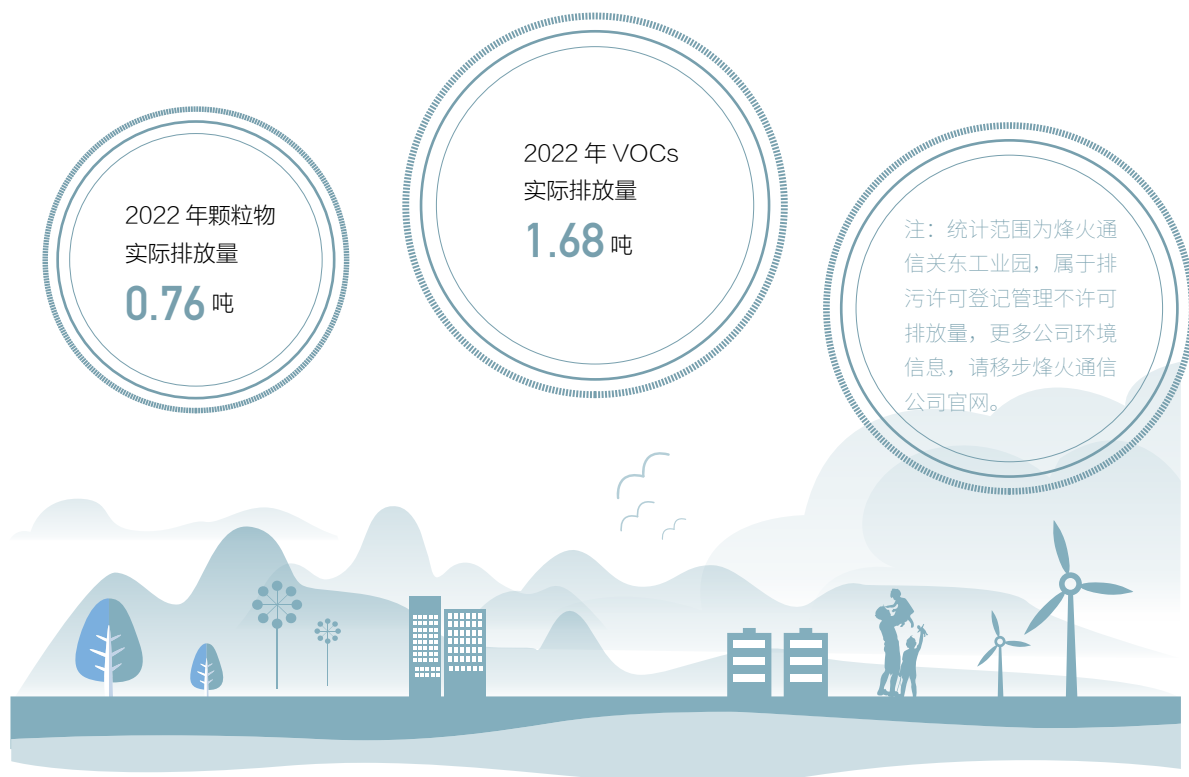 2022 年颗粒物
实际排放量
0.76 吨
2022 年 VOCs
实际排放量
1.68 吨
注：统计范围为烽火通
信关东工业园，属于排
污许可登记管理不许可
排放量，更多公司环境
信息，请移步烽火通信
公司官网。